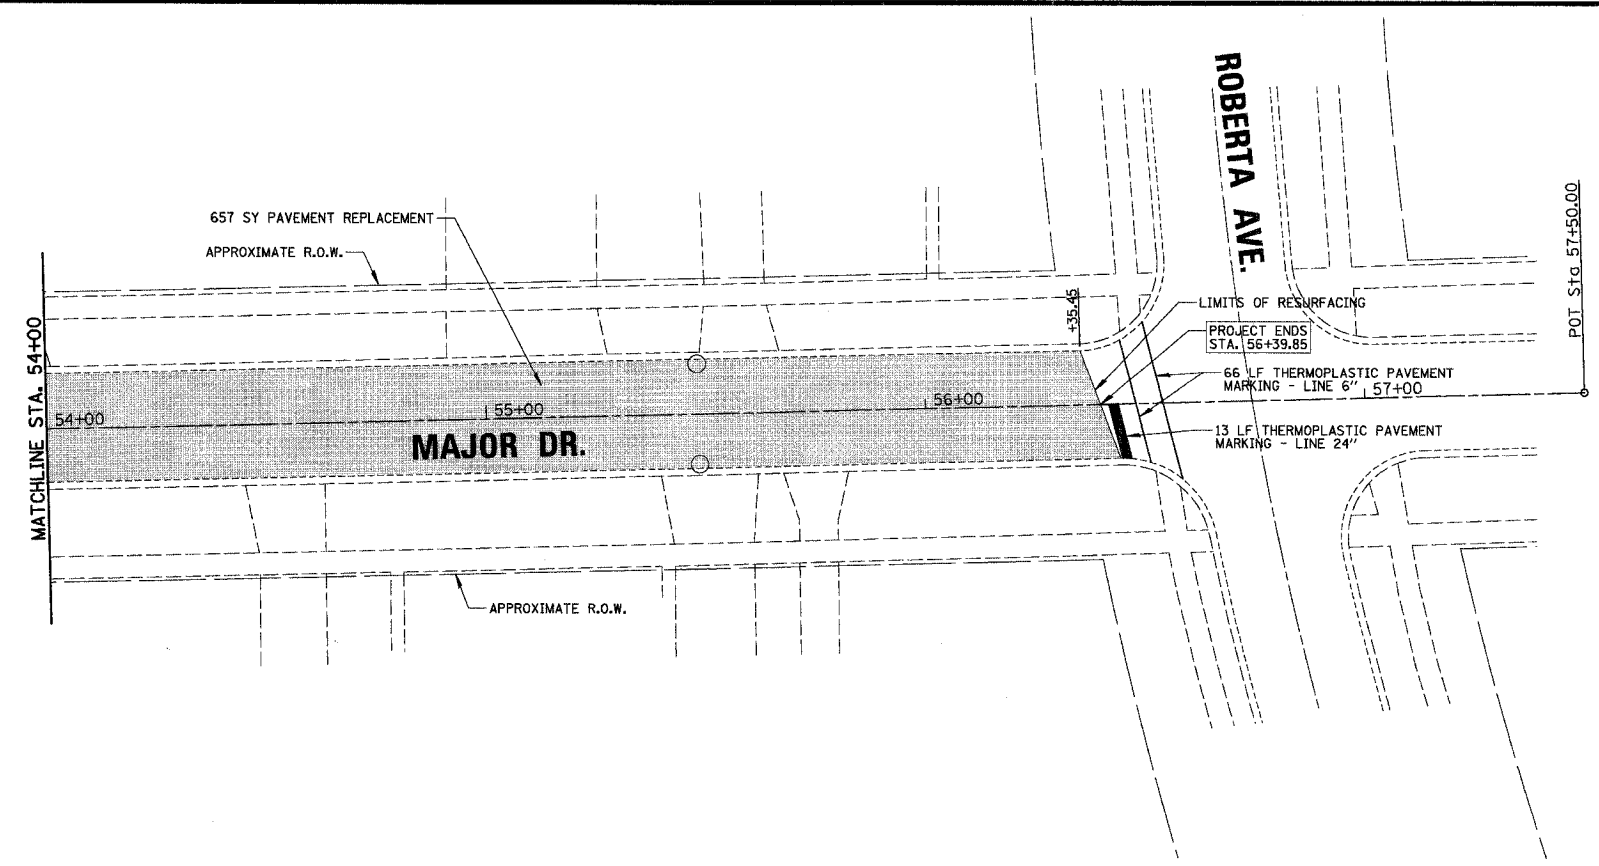 ROBERTA AVE.
657 SY PAVEMENT REPLACEMENT
APPROXIMATE R.O.W.
MATCHLINE STA. 54+00
+35.45
LIMITS OF RESURFACING
PROJECT ENDS
STA. 56+39.85
66 LF THERMOPLASTIC PAVEMENT
MARKING - LINE 6"
POT Sta 57+50.00
54+00
55+00
56+00
57+00
MAJOR DR.
13 LF THERMOPLASTIC PAVEMENT
MARKING - LINE 24"
APPROXIMATE R.O.W.